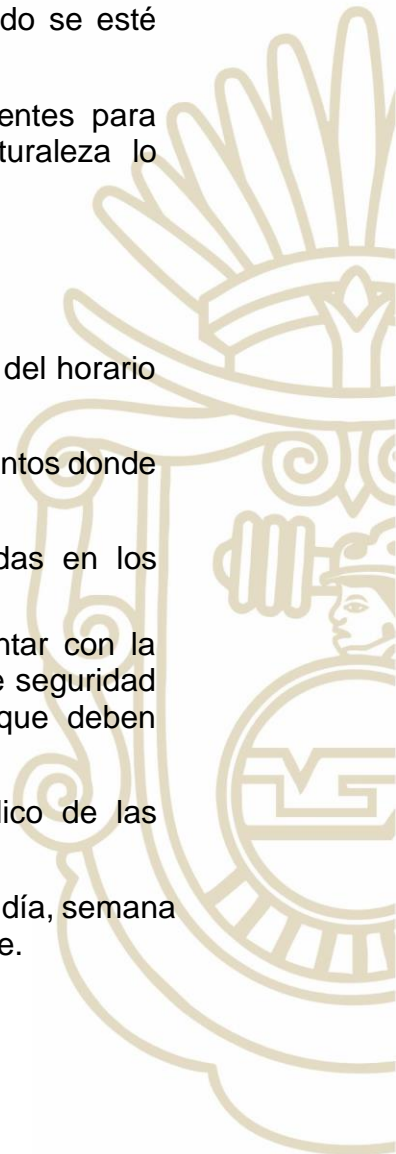 do se esté
entes para
turaleza lo
del horario
ntos donde
das en los
ntar con la
e seguridad
que deben
lico de las
día, semana
e.